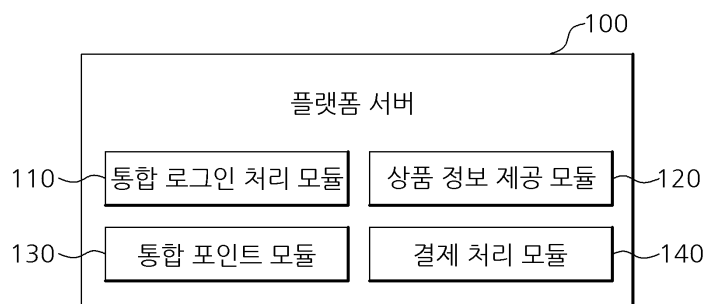 100
플랫폼 서버
110 통합 로그인 처리 모듈 상품 정보 제공 모듈 120
130 통합 포인트 모듈 결제 처리 모듈 140